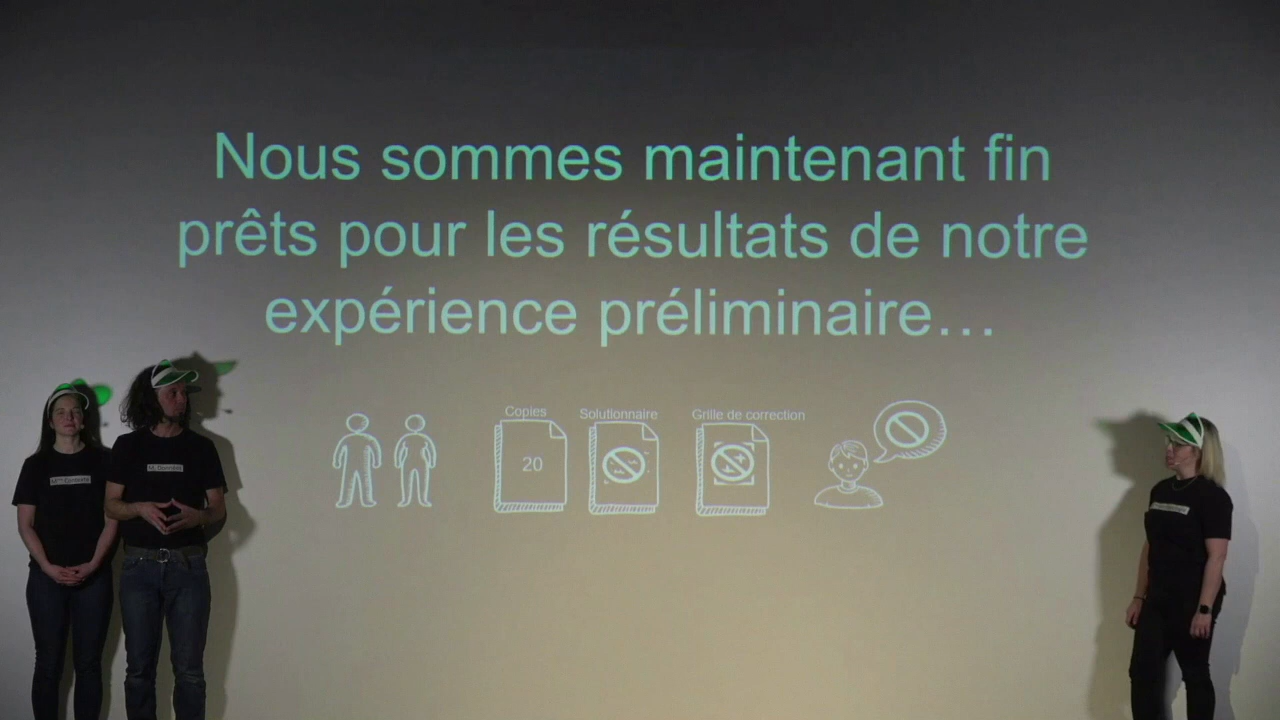 Nous sommes maintenant fin
prêts pour les résultats de notre
expérience préliminaire…
Copies
Solutionnaire
Grille de correction
20